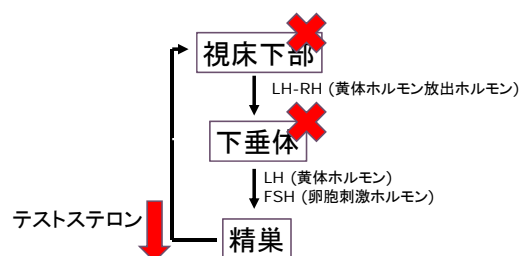 視床下部
LH-RH (黄体ホルモン放出ホルモン)
下垂体
LH (黄体ホルモン)
FSH (卵胞刺激ホルモン)
テストステロン
精巣